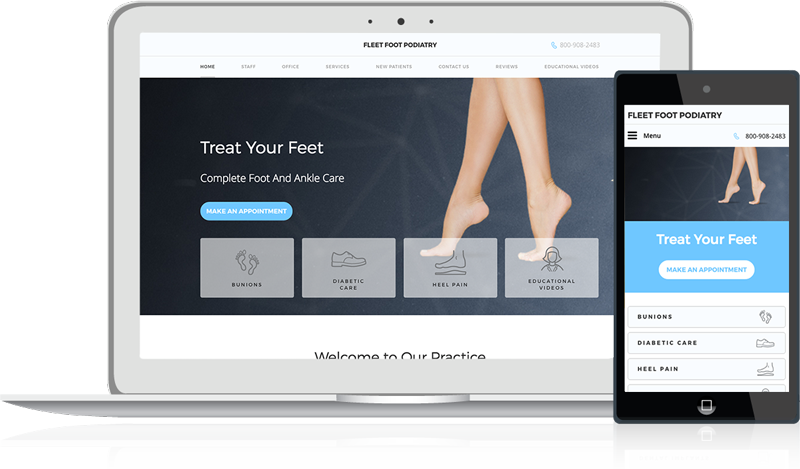 FLEET FOOT PODIATRY
800-908-2483
HOME STAFF OFFICE SERVICES NEW PATIENTS CONTACT US REVIEWS EDUCATIONAL VIDEOS
Treat Your Feet
Complete Foot And Ankle Care
MAKE AN APPOINTMENT
BUNIONS
DIABETIC
CARE
HEEL PAIN
EDUCATIONAL
VIDEOS
Welcome to Our Practice
FLEET FOOT PODIATRY
Menu 800-908-2483
Treat Your Feet
MAKE AN APPOINTMENT
BUNIONS
DIABETIC CARE
HEEL PAIN